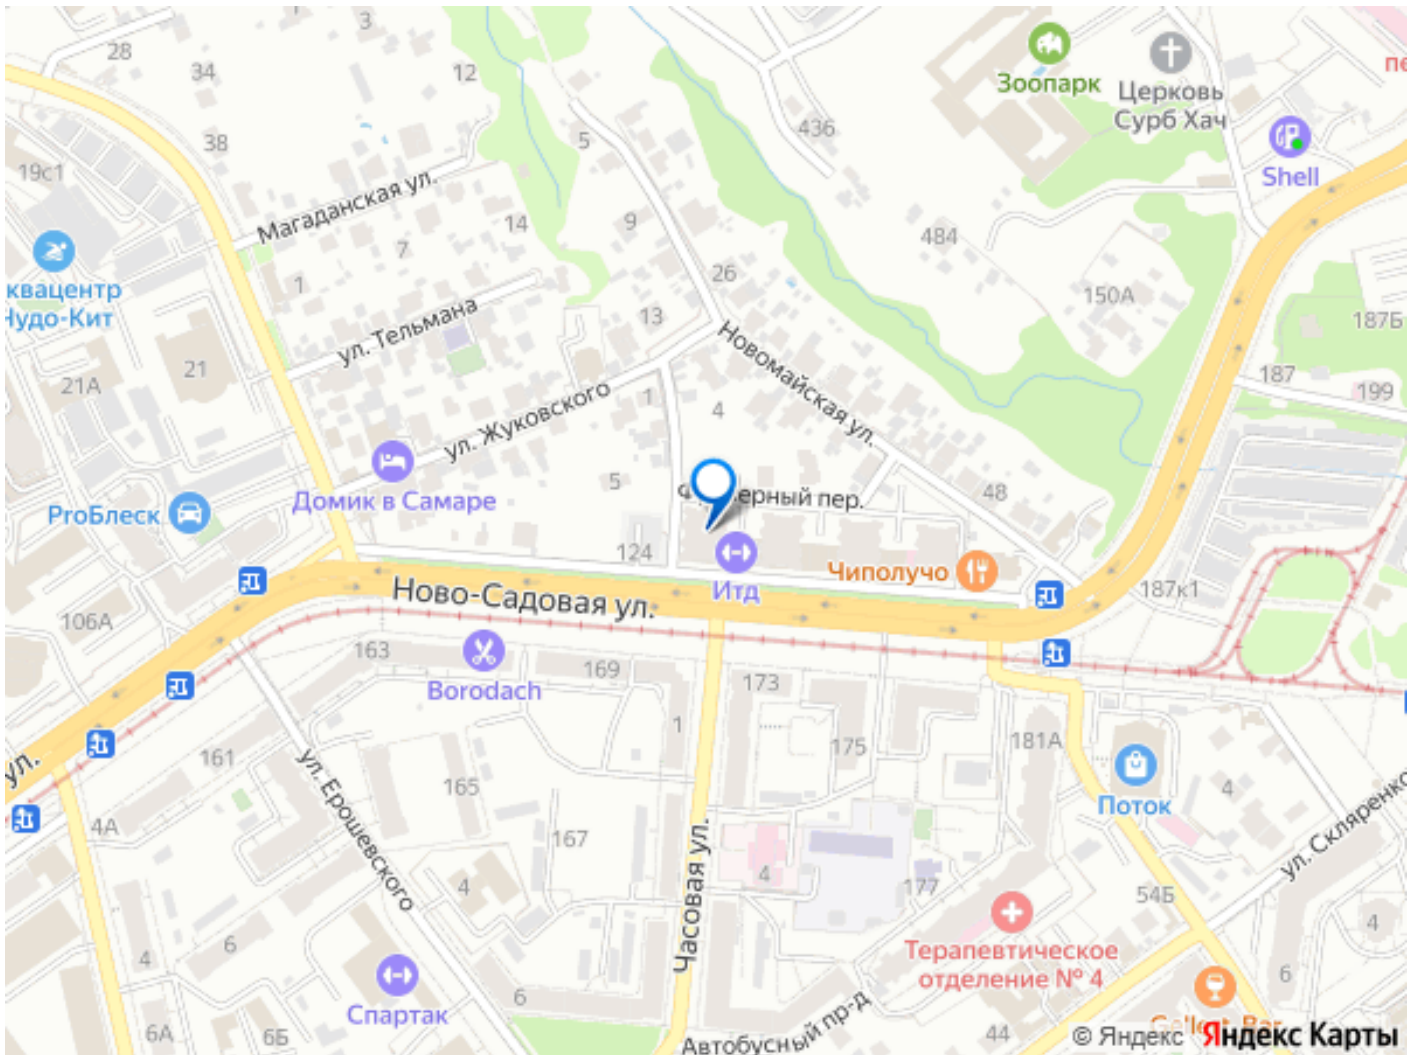 3
28
34
12
Зоопарк
Церковь
Сурб Хач
пе
436
5
38
19с1
Shell
Магаданская ул.
9
14
7
484
26
1
квацентр
Чудо-Кит
150А
ул. Тельмана
13
187Б
Новомайская ул.
21
21А
187
199
ул. Жуковского
1
4
Домик в Самаре
5
ерный пер.
48
ProБлеск
124
Итд
Чиполучо
187к1
Ново-Садовая ул.
106А
163
169
173
Borodach
1
175
181А
ул.
161
165
Поток
4
4А
ул. Ерошевского
167
Часовая ул.
4
177
ул. Скляренко
54Б
4
6
4
Терапевтическое
отделение № 4
4
6
Спартак
6
6А
6Б
Автобусный пр-д
44
© Яндекс
Яндекс Карты